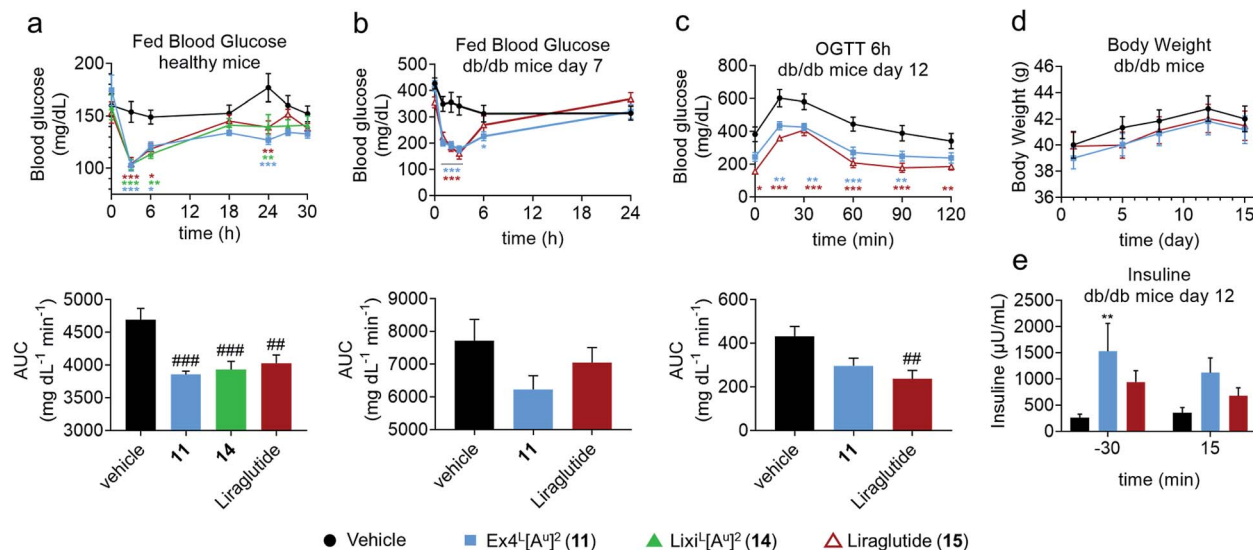 a
Fed Blood Glucose
healthy mice
Blood glucose
(mg/dL)
200
150
100
***
***
***
*
**
*
**
**
***
0 6 12 18 24 30
time (h)
b
Fed Blood Glucose
db/db mice day 7
Blood glucose
(mg/dL)
500
400
300
200
100
0
***
***
*
0 6 12 18 24
time (h)
c
OGTT 6h
db/db mice day 12
Blood glucose
(mg/dL)
800
600
400
200
0
** ** *** **
* *** *** *** *** **
0 30 60 90 120
time (min)
d
Body Weight
db/db mice
Body Weight (g)
46
44
42
40
38
36
0 5 10 15
time (day)
AUC
(mg dL⁻¹ min⁻¹)
5000
4500
4000
3500
3000
###
###
##
vehicle
11
14
Liraglutide
AUC
(mg dL⁻¹ min⁻¹)
9000
8000
7000
6000
5000
vehicle
11
Liraglutide
AUC
(mg dL⁻¹ min⁻¹)
600
400
200
0
##
vehicle
11
Liraglutide
e
Insuline
db/db mice day 12
Insuline (µU/mL)
2500
2000
1500
1000
500
0
**
-30 15
time (min)
Vehicle
Ex4ᴸ[Aᵘ]² (11)
Lixiᴸ[Aᵘ]² (14)
Liraglutide (15)